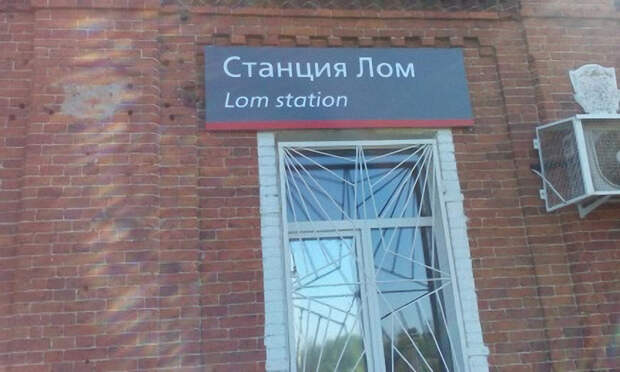 Станция Лом
Lom station